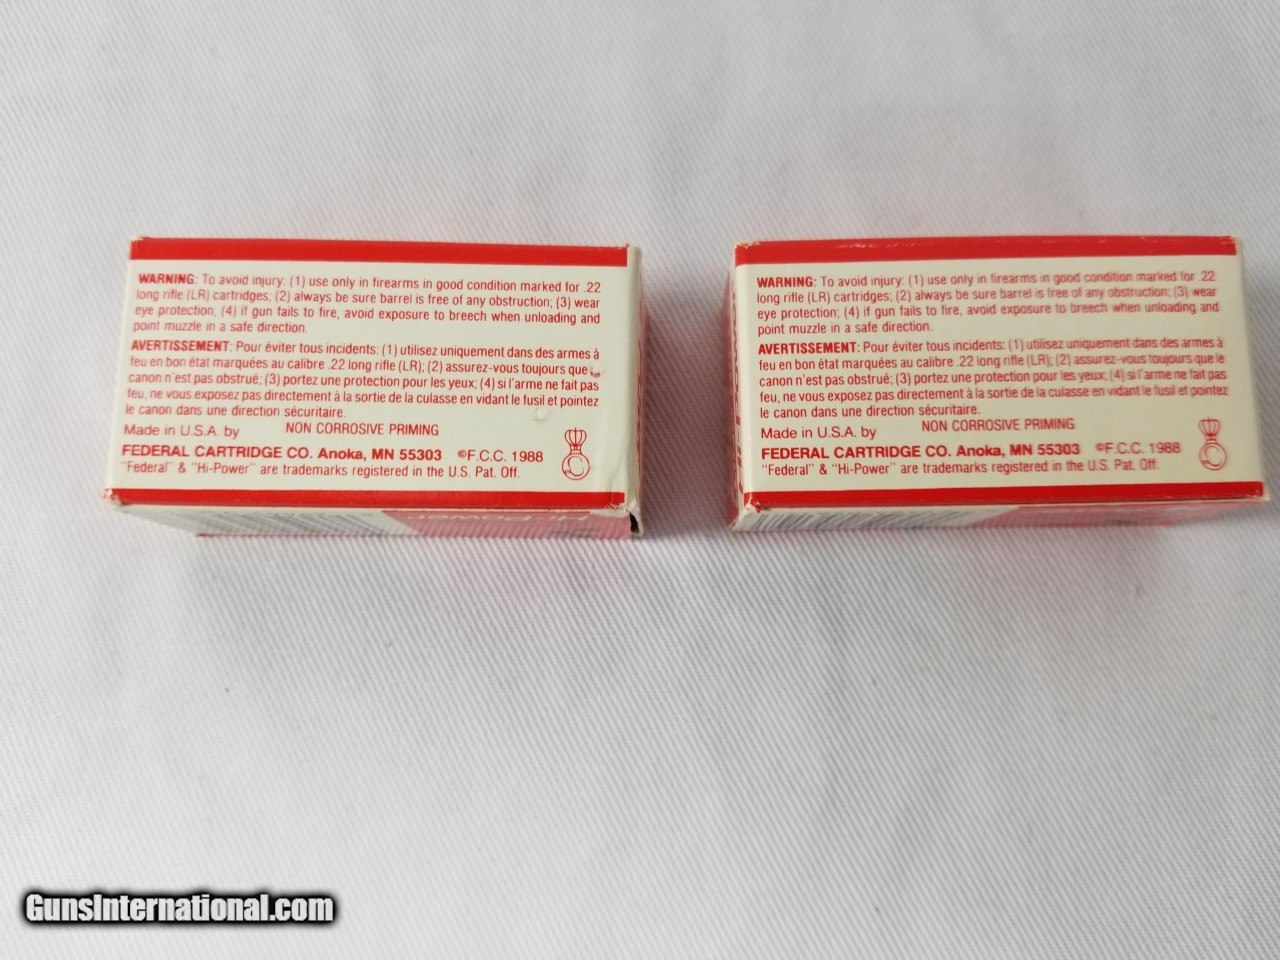 WARNING: To avoid injury: (1) use only in firearms in good condition marked for .22
long rifle (LR) cartridges; (2) always be sure barrel is free of any obstruction; (3) wear
eye protection; (4) if gun fails to fire, avoid exposure to breech when unloading and
point muzzle in a safe direction.
AVERTISSEMENT: Pour éviter tous incidents: (1) utilisez uniquement dans des armes à
feu en bon état marquées au calibre .22 long rifle (LR); (2) assurez-vous toujours que
canon n'est pas obstrué; (3) portez une protection pour les yeux; (4) si l'arme ne fait pas
feu, ne vous exposez pas directement à la sortie de la culasse en vidant le fusil et pointez
le canon dans une direction sécuritaire.
Made in U.S.A. by NON CORROSIVE PRIMING
FEDERAL CARTRIDGE CO. Anoka, MN 55303 ©F.C.C. 1988
"Federal" & "Hi-Power" are trademarks registered in the U.S. Pat. Off.
Hi-Power
WARNING: To avoid injury: (1) use only in firearms in good condition marked for .22
long rifle (LR) cartridges; (2) always be sure barrel is free of any obstruction; (3) wear
eye protection; (4) if gun fails to fire, avoid exposure to breech when unloading and
point muzzle in a safe direction.
AVERTISSEMENT: Pour éviter tous incidents: (1) utilisez uniquement dans des armes à
feu en bon état marquées au calibre .22 long rifle (LR); (2) assurez-vous toujours que le
canon n'est pas obstrué; (3) portez une protection pour les yeux; (4) si l'arme ne fait pas
feu, ne vous exposez pas directement à la sortie de la culasse en vidant le fusil et pointez
le canon dans une direction sécuritaire.
Made in U.S.A. by NON CORROSIVE PRIMING
FEDERAL CARTRIDGE CO. Anoka, MN 55303 ©F.C.C. 1988
"Federal" & "Hi-Power" are trademarks registered in the U.S. Pat. Off.
GunsInternational.com